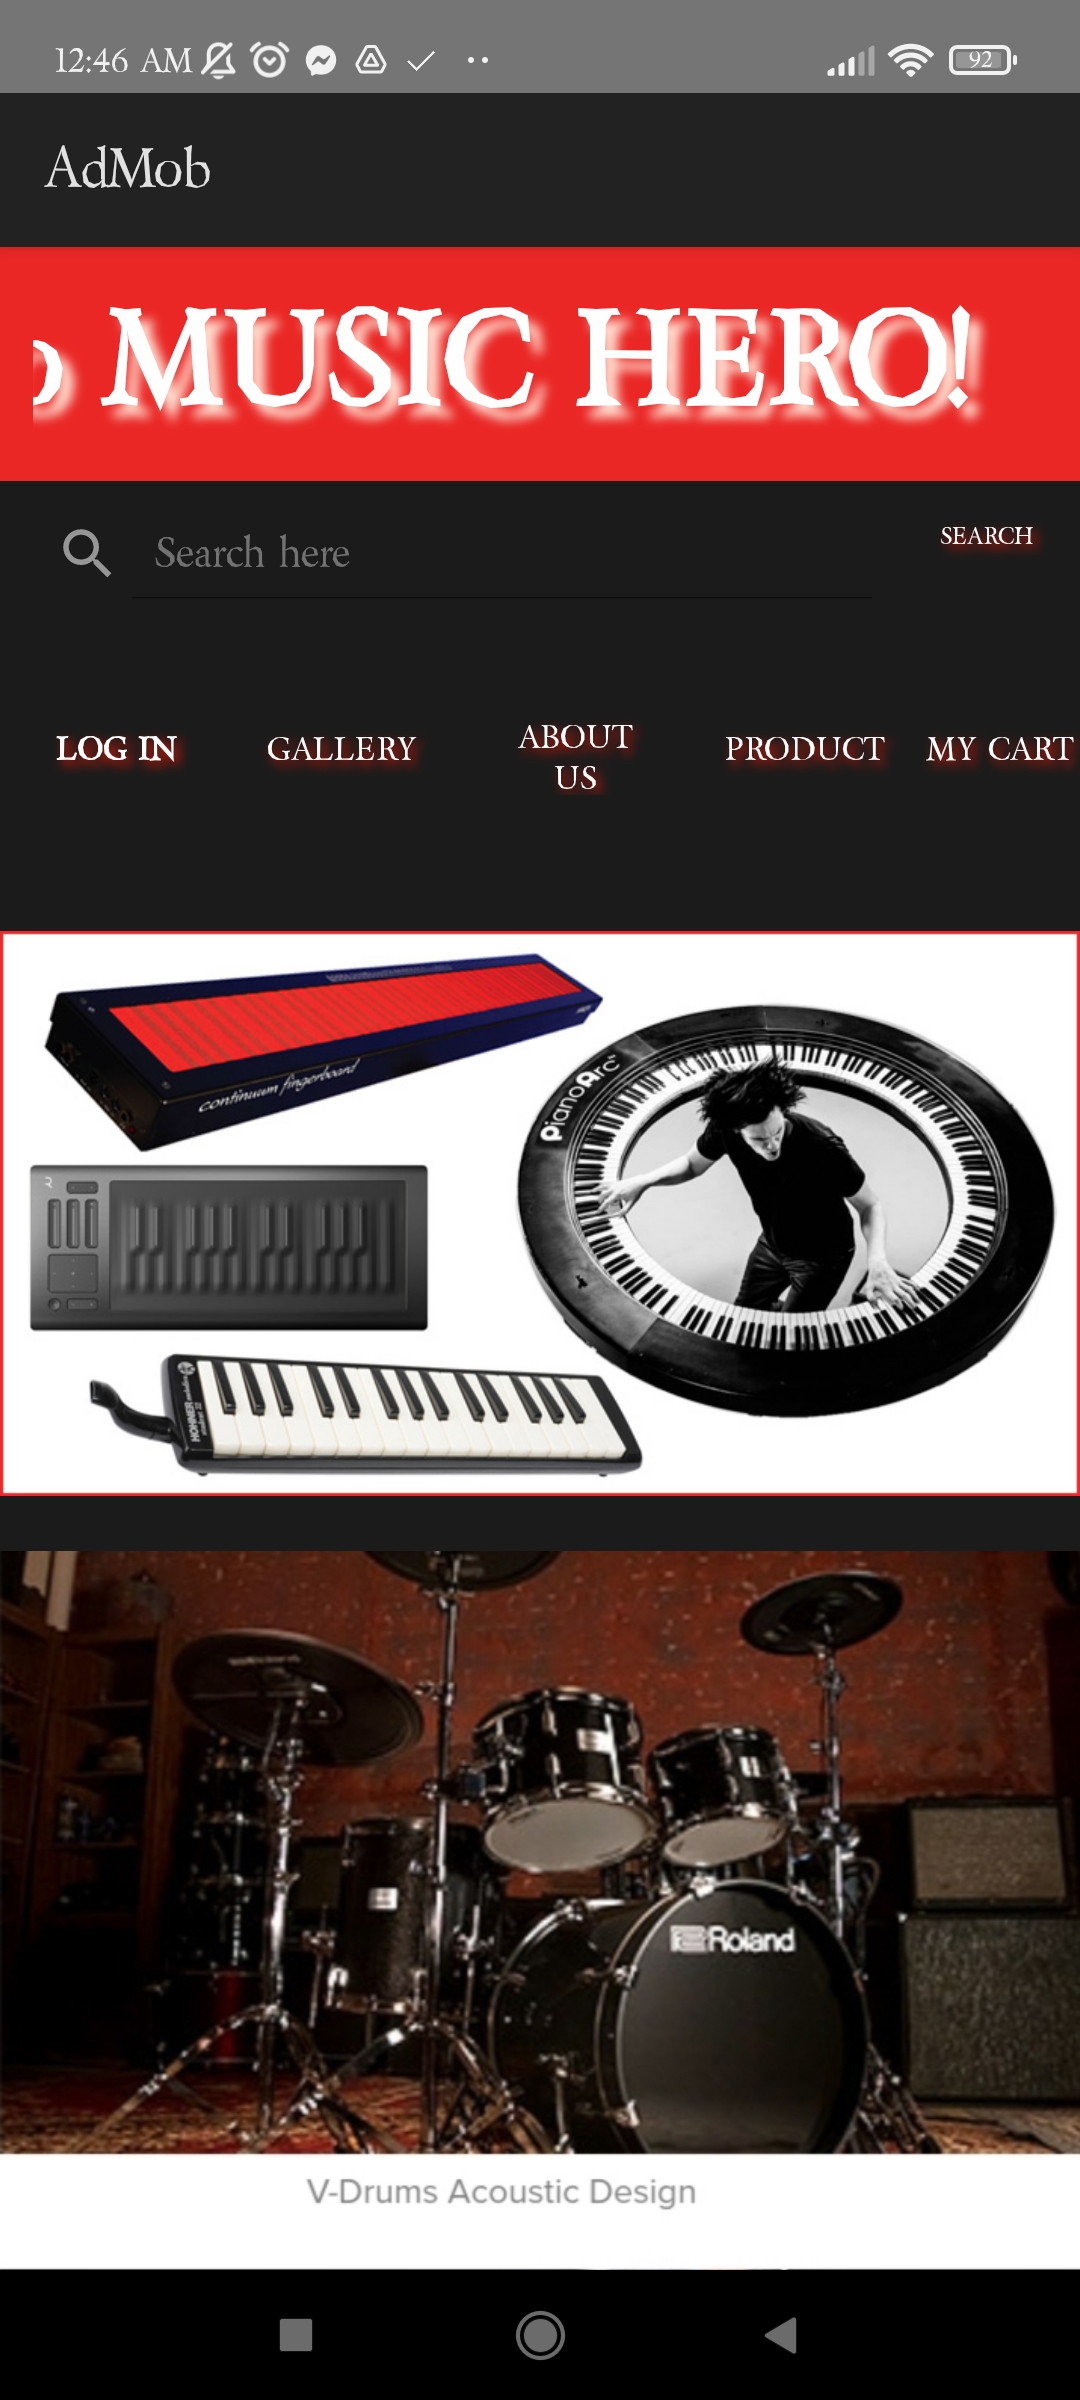 12:46 AM
92
AdMob
o MUSIC HERO!
Search here
SEARCH
LOG IN
GALLERY
ABOUT
US
PRODUCT
MY CART
continuum fingerboard
PianoArc
HOHNER
Roland
V-Drums Acoustic Design